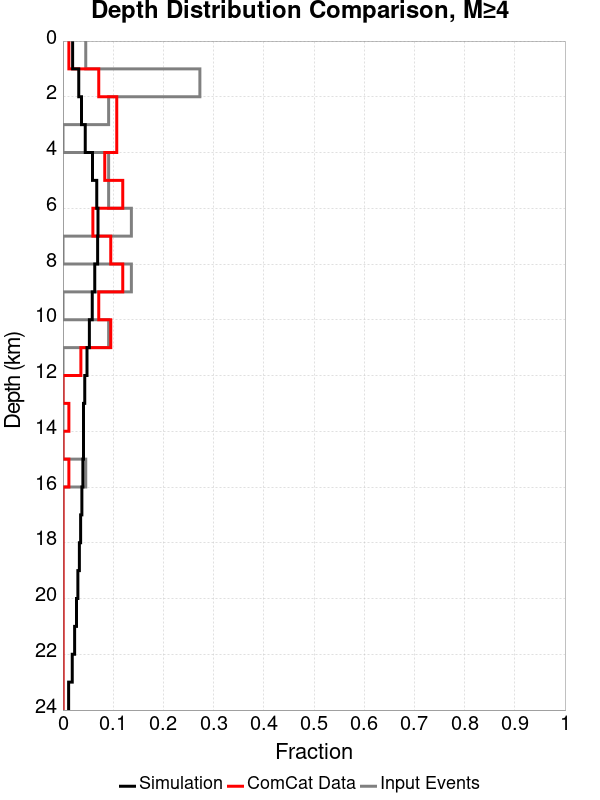 Depth Distribution Comparison, M≥4
0
2
4
6
8
10
12
14
16
18
20
22
24
Depth (km)
0 0.1 0.2 0.3 0.4 0.5 0.6 0.7 0.8 0.9 1
Fraction
Simulation ComCat Data Input Events